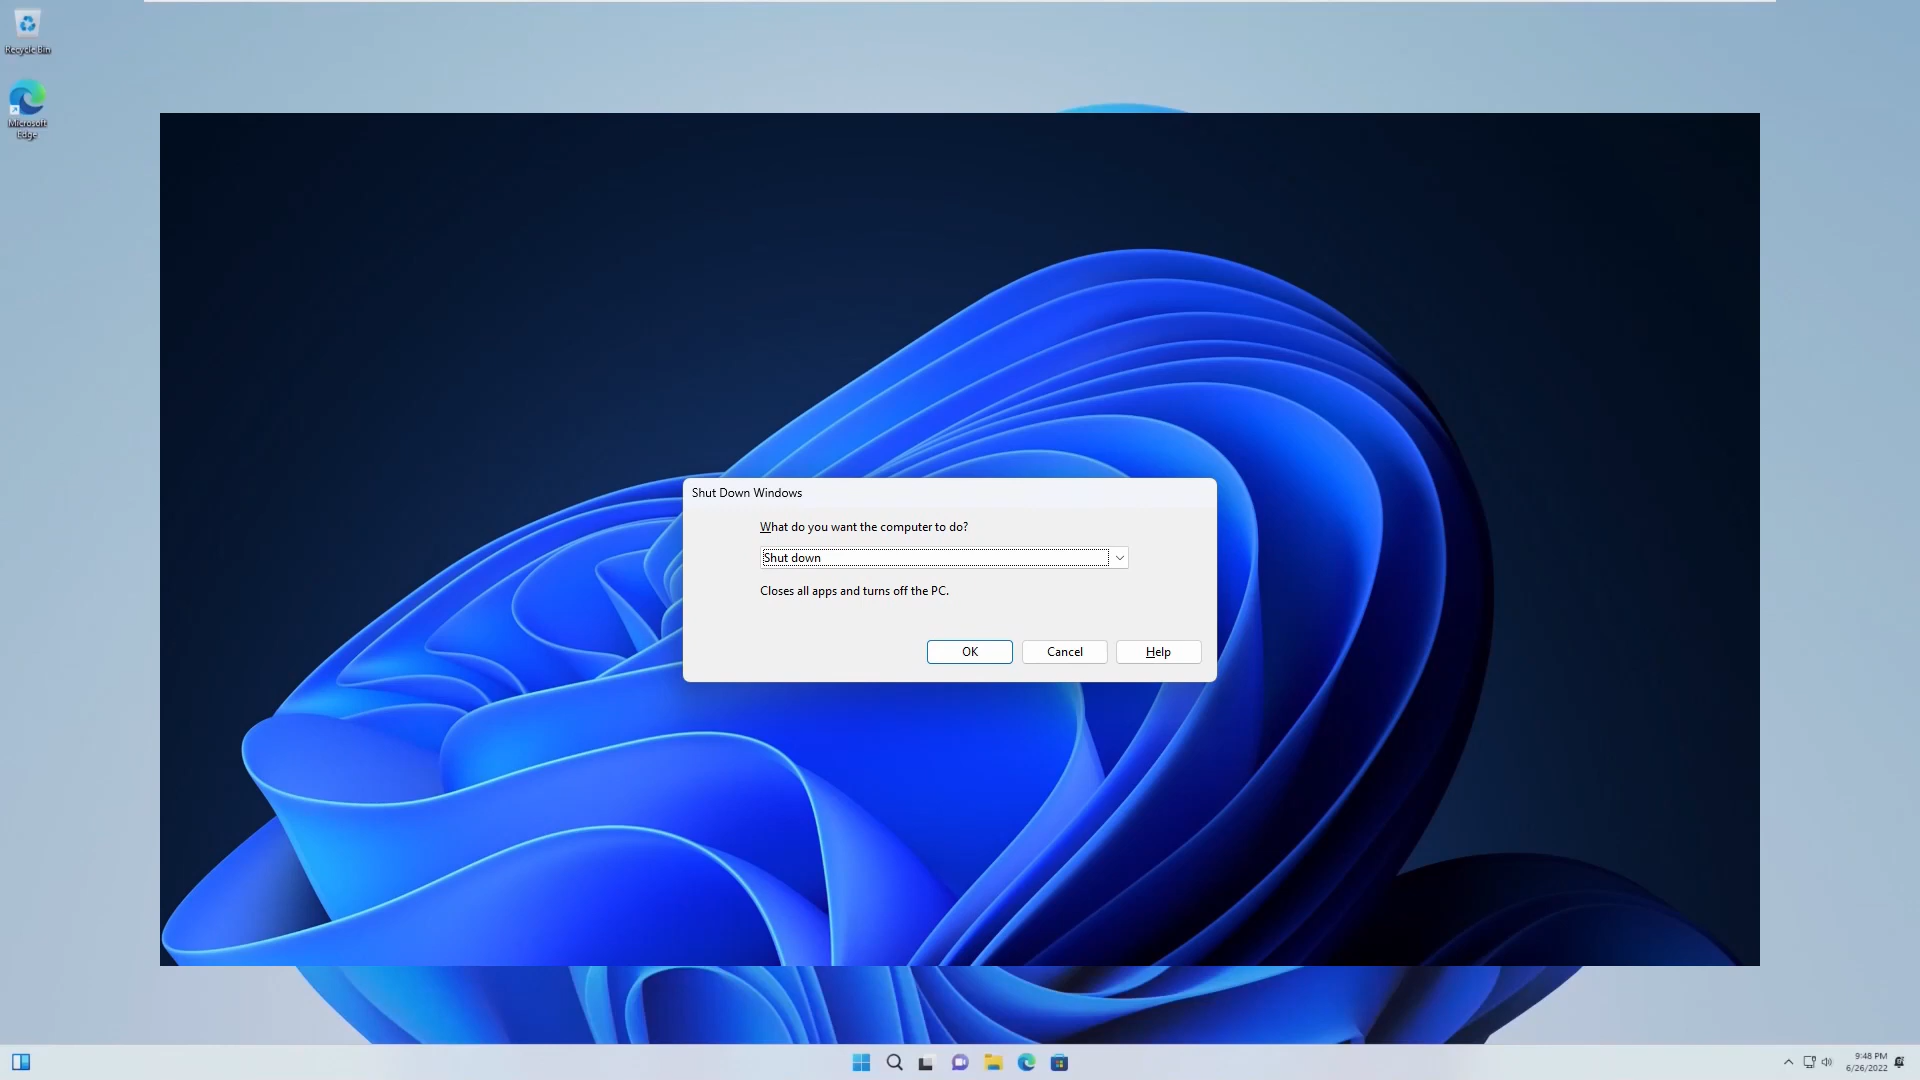 Recycle Bin
Microsoft
Edge
Shut Down Windows
What do you want the computer to do?
Shut down
Closes all apps and turns off the PC.
OK
Cancel
Help
9:48 PM
6/26/2022